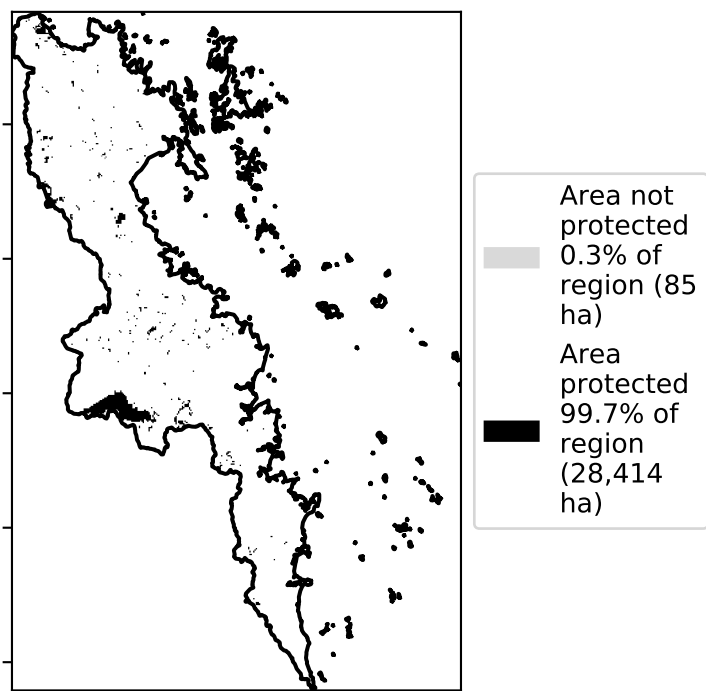 Area not
protected
0.3% of
region (85
ha)
Area
protected
99.7% of
region
(28,414
ha)